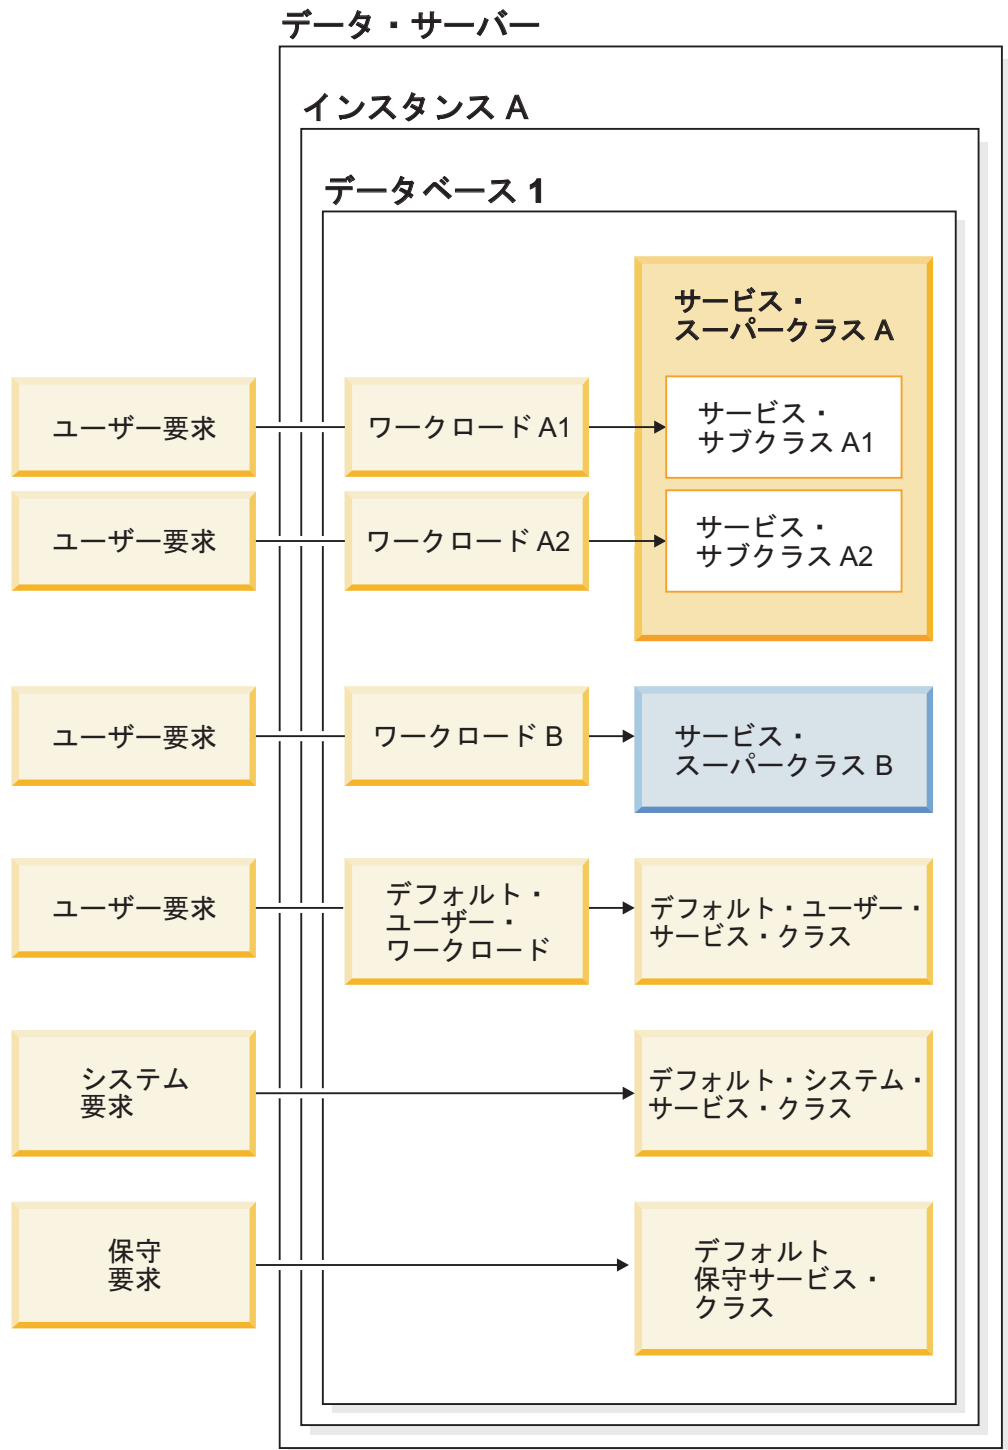 データ・サーバー
インスタンス A
データベース 1
サービス・
スーパークラス A
ユーザー要求
ワークロード A1
サービス・
サブクラス A1
ユーザー要求
ワークロード A2
サービス・
サブクラス A2
ユーザー要求
ワークロード B
サービス・
スーパークラス B
ユーザー要求
デフォルト・
ユーザー・
ワークロード
デフォルト・ユーザー・
サービス・クラス
システム
要求
デフォルト・システム・
サービス・クラス
保守
要求
デフォルト
保守サービス・
クラス